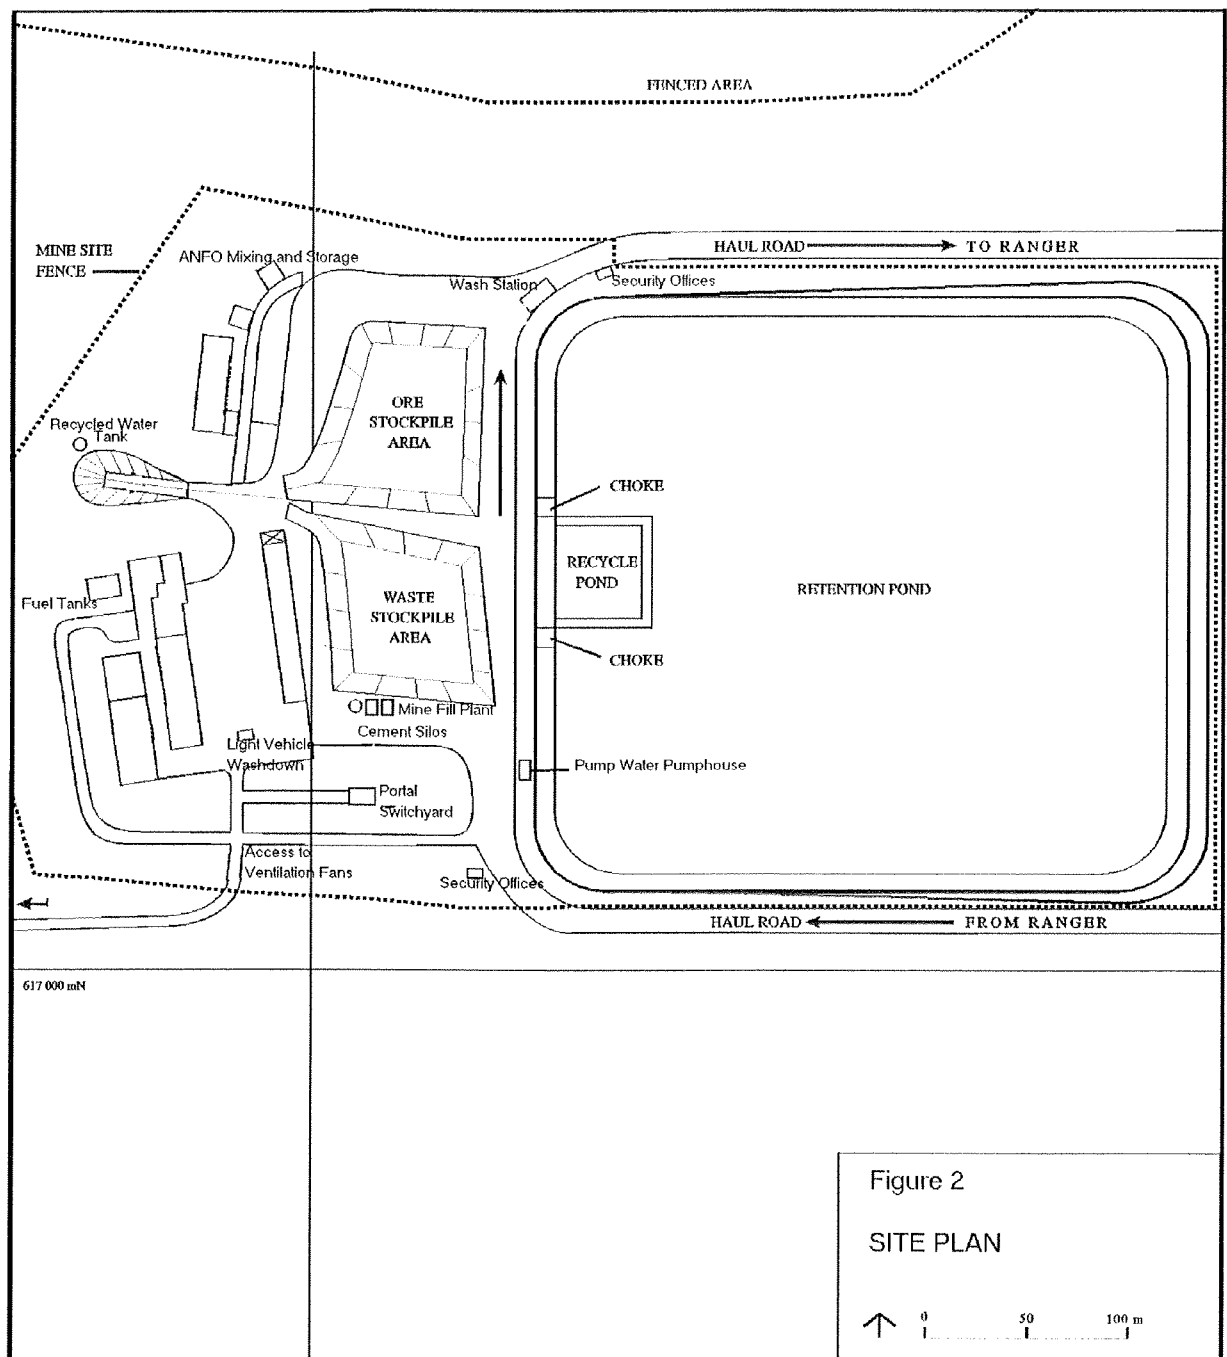 FENCED AREA
MINE SITE
FENCE
ANFO Mixing and Storage
HAUL ROAD
TO RANGER
Wash Station
Security Offices
ORE
STOCKPILE
AREA
Recycled Water
Tank
CHOKE
RECYCLE
POND
RETENTION POND
Fuel Tanks
WASTE
STOCKPILE
AREA
CHOKE
Mine Fill Plant
Cement Silos
Light Vehicle
Washdown
Pump Water Pumphouse
Portal
Switchyard
Access to
Ventilation Fans
Security Offices
HAUL ROAD
FROM RANGER
617 000 mN
Figure 2
SITE PLAN
0 50 100 m